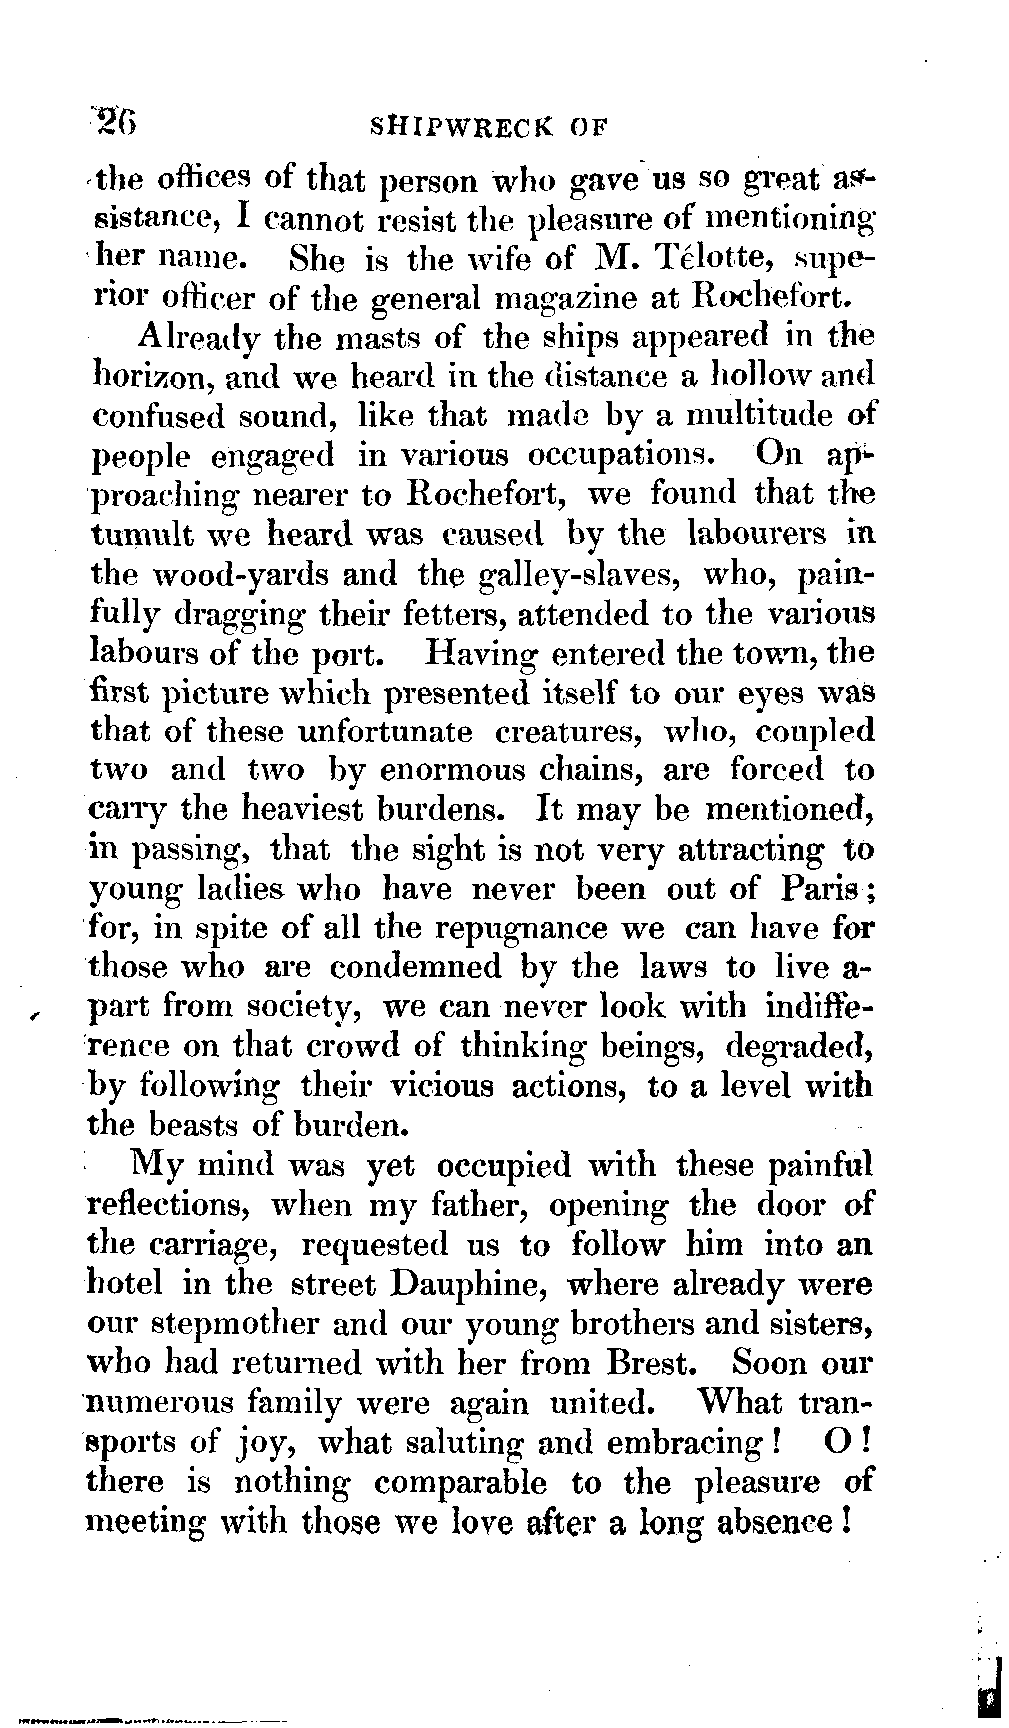 26 SHIPWRECK OF
the offices of that person who gave us so great as-
sistance, I cannot resist the pleasure of mentioning
her name. She is the wife of M. Télotte, supe-
rior officer of the general magazine at Rochefort.
Already the masts of the ships appeared in the
horizon, and we heard in the distance a hollow and
confused sound, like that made by a multitude of
people engaged in various occupations. On ap-
proaching nearer to Rochefort, we found that the
tumult we heard was caused by the labourers in
the wood-yards and the galley-slaves, who, pain-
fully dragging their fetters, attended to the various
labours of the port. Having entered the town, the
first picture which presented itself to our eyes was
that of these unfortunate creatures, who, coupled
two and two by enormous chains, are forced to
carry the heaviest burdens. It may be mentioned,
in passing, that the sight is not very attracting to
young ladies who have never been out of Paris;
for, in spite of all the repugnance we can have for
those who are condemned by the laws to live a-
part from society, we can never look with indiffe-
rence on that crowd of thinking beings, degraded,
by following their vicious actions, to a level with
the beasts of burden.
My mind was yet occupied with these painful
reflections, when my father, opening the door of
the carriage, requested us to follow him into an
hotel in the street Dauphine, where already were
our stepmother and our young brothers and sisters,
who had returned with her from Brest. Soon our
numerous family were again united. What tran-
sports of joy, what saluting and embracing! O!
there is nothing comparable to the pleasure of
meeting with those we love after a long absence!